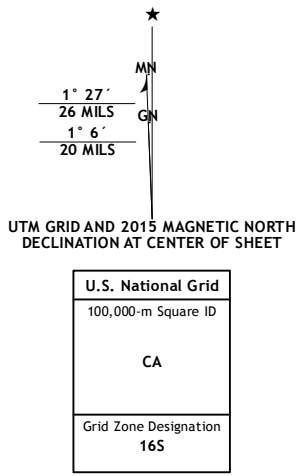 MN
1° 27´
26 MILS
GN
1° 6´
20 MILS
UTM GRID AND 2015 MAGNETIC NORTH
DECLINATION AT CENTER OF SHEET
U.S. National Grid
100,000-m Square ID
CA
Grid Zone Designation
16S